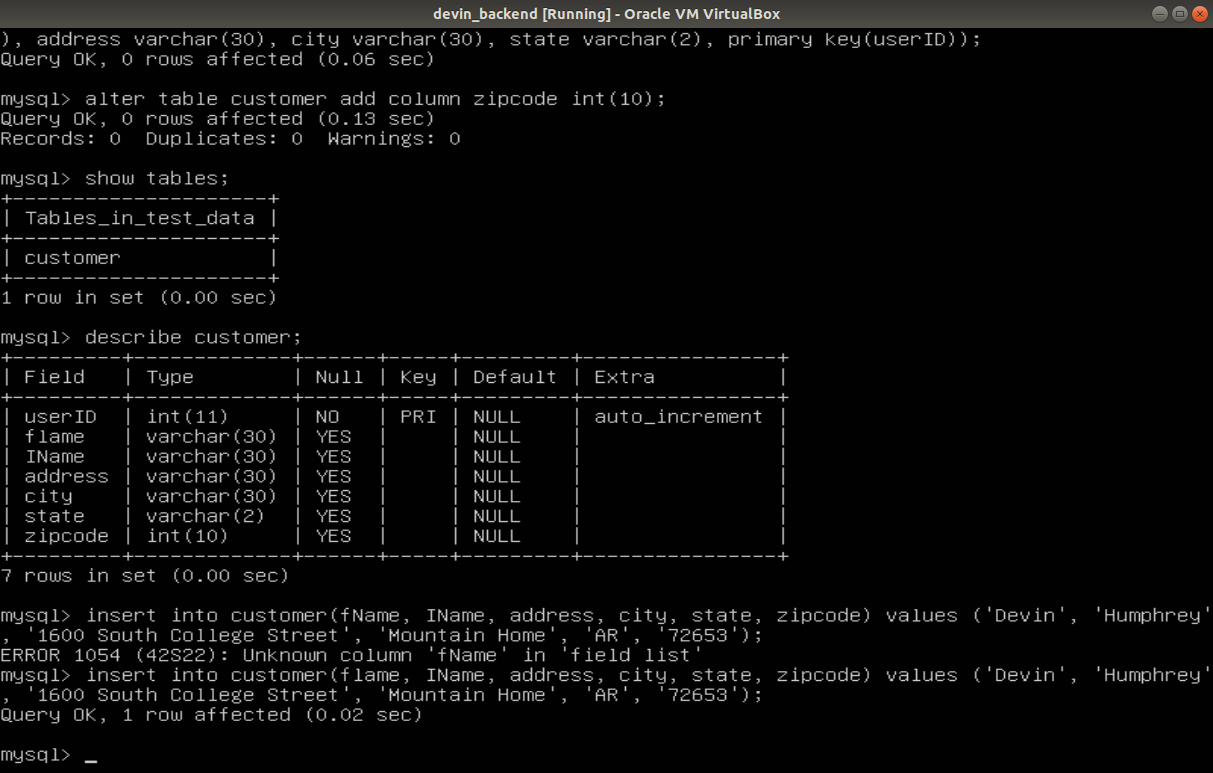 devin_backend [Running] - Oracle VM VirtualBox
), address varchar(30), city varchar(30), state varchar(2), primary key(userID));
Query OK, 0 rows affected (0.06 sec)
mysql> alter table customer add column zipcode int(10);
Query OK, 0 rows affected (0.13 sec)
Records: 0  Duplicates: 0  Warnings: 0
mysql> show tables;
+---------------------+
| Tables_in_test_data |
+---------------------+
| customer            |
+---------------------+
1 row in set (0.00 sec)
mysql> describe customer;
+---------+-------------+------+-----+---------+----------------+
| Field   | Type        | Null | Key | Default | Extra          |
+---------+-------------+------+-----+---------+----------------+
| userID  | int(11)     | NO   | PRI | NULL    | auto_increment |
| flame   | varchar(30) | YES  |     | NULL    |                |
| IName   | varchar(30) | YES  |     | NULL    |                |
| address | varchar(30) | YES  |     | NULL    |                |
| city    | varchar(30) | YES  |     | NULL    |                |
| state   | varchar(2)  | YES  |     | NULL    |                |
| zipcode | int(10)     | YES  |     | NULL    |                |
+---------+-------------+------+-----+---------+----------------+
7 rows in set (0.00 sec)
mysql> insert into customer(fName, IName, address, city, state, zipcode) values ('Devin', 'Humphrey'
, '1600 South College Street', 'Mountain Home', 'AR', '72653');
ERROR 1054 (42S22): Unknown column 'fName' in 'field list'
mysql> insert into customer(flame, IName, address, city, state, zipcode) values ('Devin', 'Humphrey'
, '1600 South College Street', 'Mountain Home', 'AR', '72653');
Query OK, 1 row affected (0.02 sec)
mysql> _